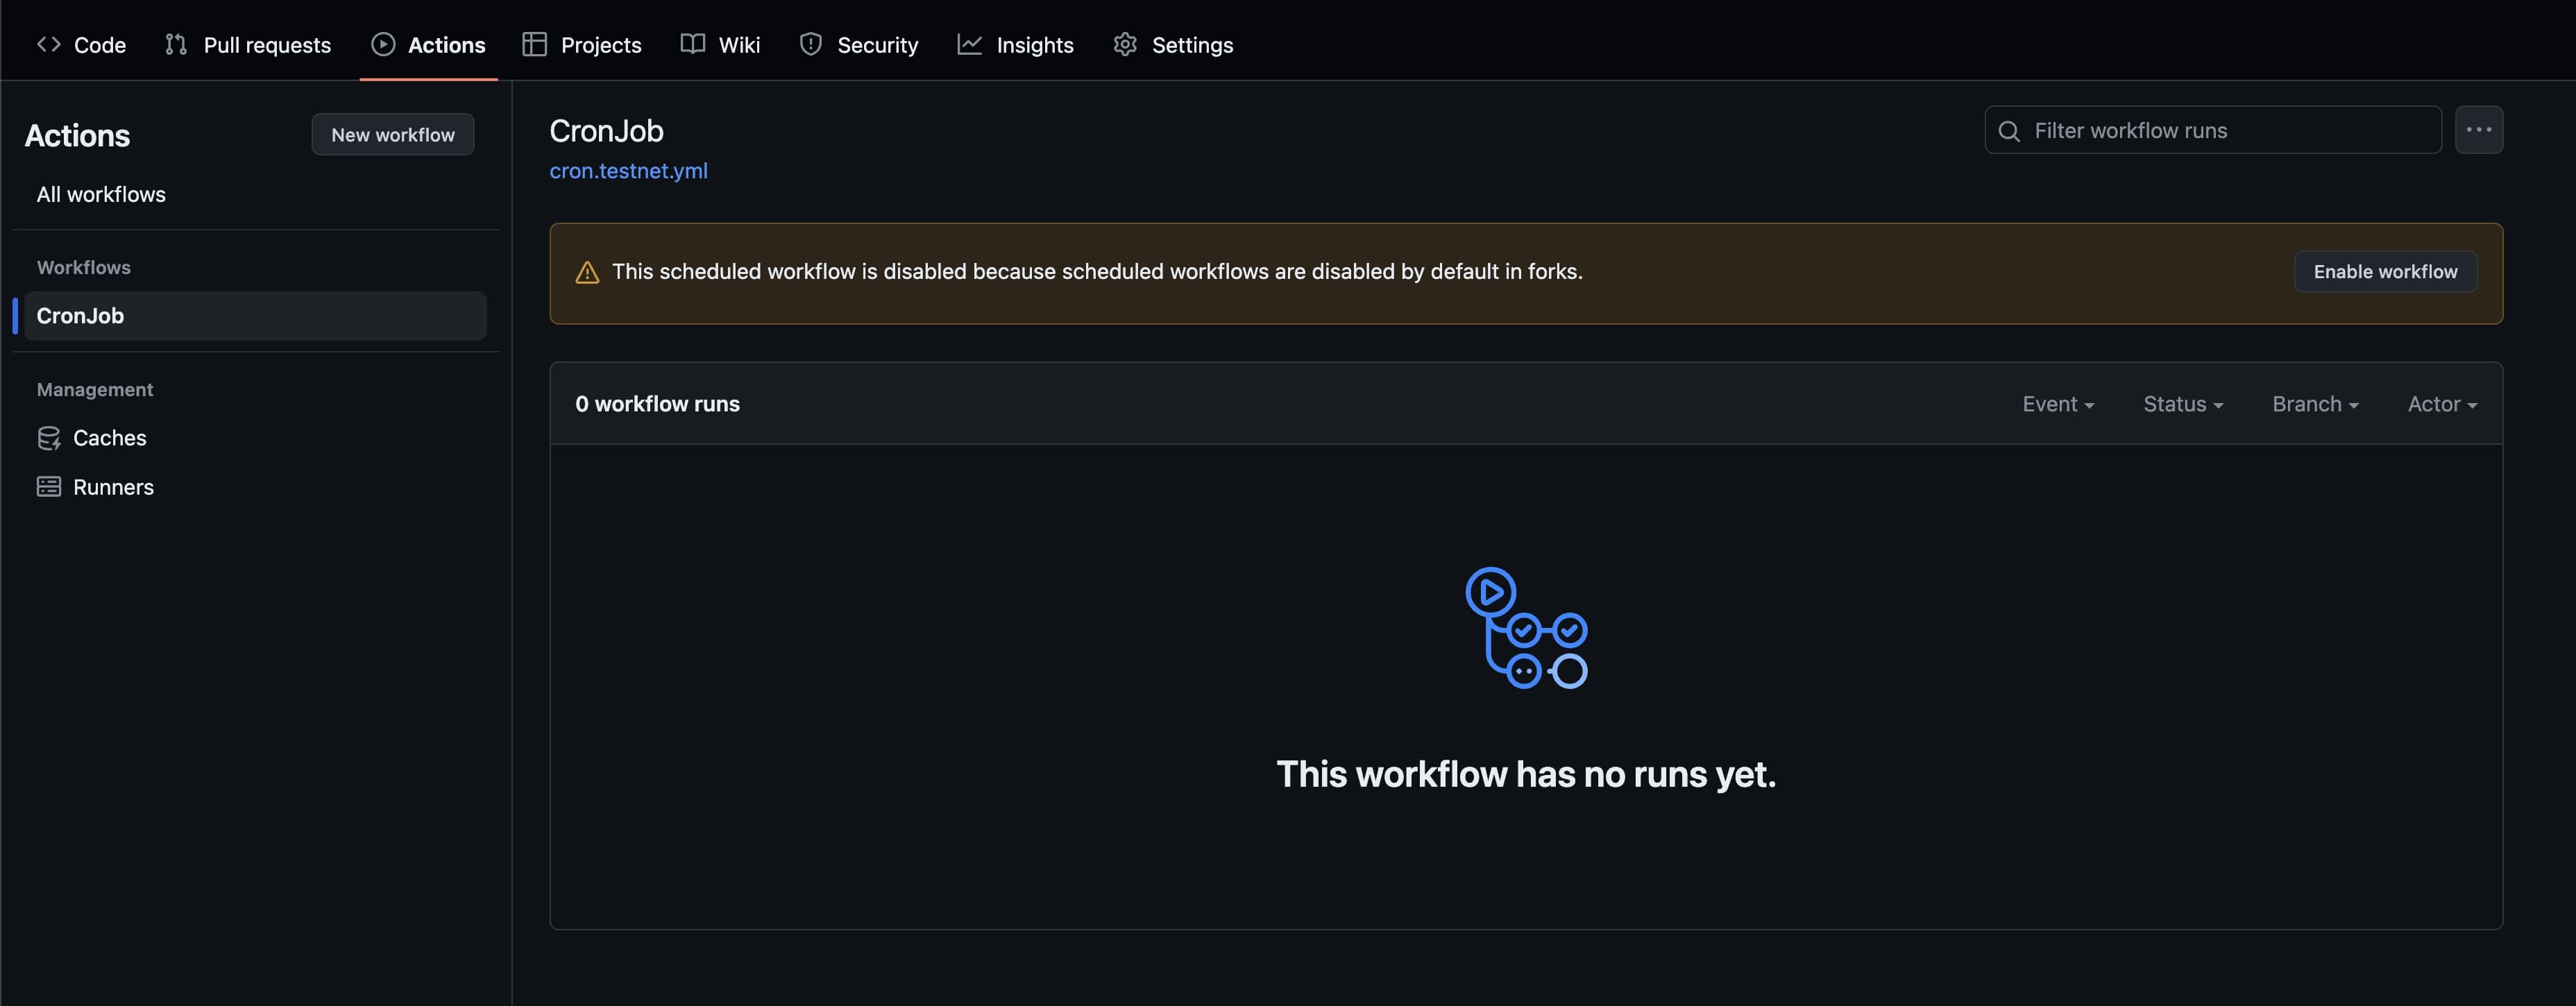 Code Pull requests Actions Projects Wiki Security Insights Settings
Actions
New workflow
All workflows
Workflows
CronJob
Management
Caches
Runners
CronJob
cron.testnet.yml
Filter workflow runs
This scheduled workflow is disabled because scheduled workflows are disabled by default in forks.
Enable workflow
0 workflow runs
Event Status Branch Actor
This workflow has no runs yet.